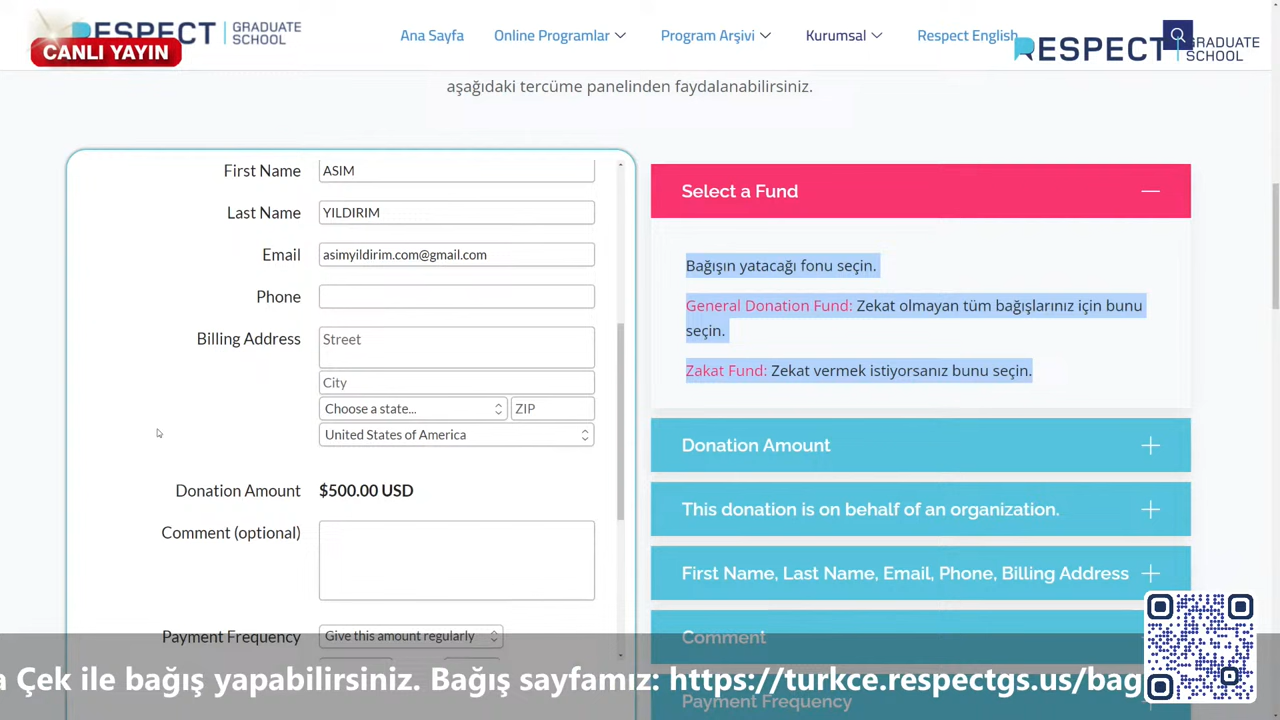 RESPECT GRADUATE SCHOOL
CANLI YAYIN
Ana Sayfa Online Programlar Program Arşivi Kurumsal Respect English
RESPECT GRADUATE SCHOOL
aşağıdaki tercüme panelinden faydalanabilirsiniz.
First Name ASIM
Last Name YILDIRIM
Email asimyildirim.com@gmail.com
Phone
Billing Address Street
City
Choose a state... ZIP
United States of America
Donation Amount $500.00 USD
Comment (optional)
Payment Frequency Give this amount regularly
Select a Fund
Bağışın yatacağı fonu seçin.
General Donation Fund: Zekat olmayan tüm bağışlarınız için bunu
seçin.
Zakat Fund: Zekat vermek istiyorsanız bunu seçin.
Donation Amount
This donation is on behalf of an organization.
First Name, Last Name, Email, Phone, Billing Address
Comment
Payment Frequency
a Çek ile bağış yapabilirsiniz. Bağış sayfamız: https://turkce.respectgs.us/bag